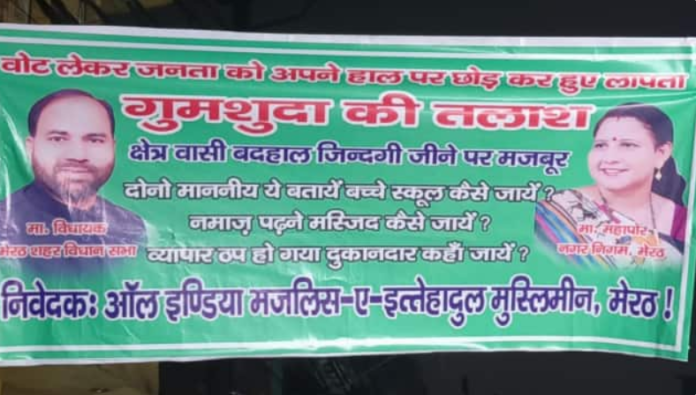 वोट लेकर जनता को अपने हाल पर छोड़ कर हुए लापता
गुमशुदा की तलाश
क्षेत्र वासी बदहाल जिन्दगी जीने पर मजबूर
दोनो माननीय ये बतायें बच्चे स्कूल कैसे जायें ?
नमाज़ पढ़ने मस्जिद कैसे जायें ?
व्यापार ठप हो गया दुकानदार कहाँ जायें ?
मा. विधायक
मेरठ शहर विधान सभा
मा. महापौर
नगर निगम, मेरठ
निवेदकः ऑल इण्डिया मजलिस-ए-इत्तेहादुल मुस्लिमीन, मेरठ !